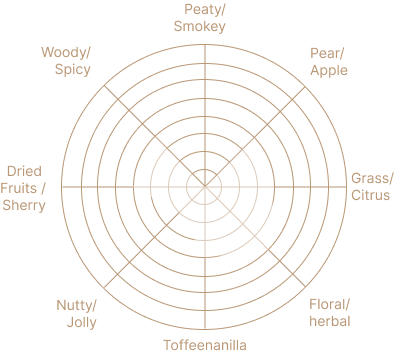 Peaty/
Smokey
Woody/
Spicy
Pear/
Apple
Dried
Fruits /
Sherry
Grass/
Citrus
Nutty/
Jolly
Floral/
herbal
Toffeenanilla